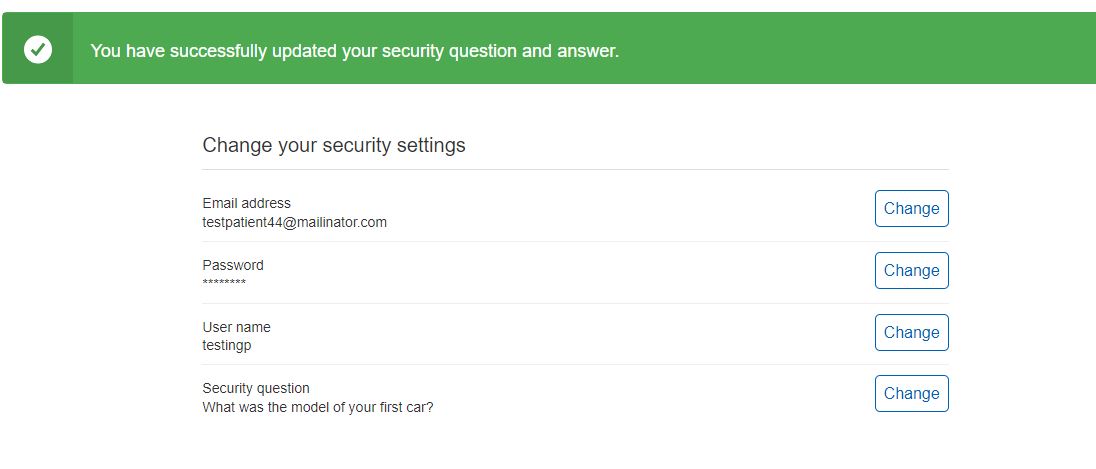 You have successfully updated your security question and answer.
Change your security settings
Email address
testpatient44@mailinator.com
Change
Password
********
Change
User name
testingp
Change
Security question
What was the model of your first car?
Change